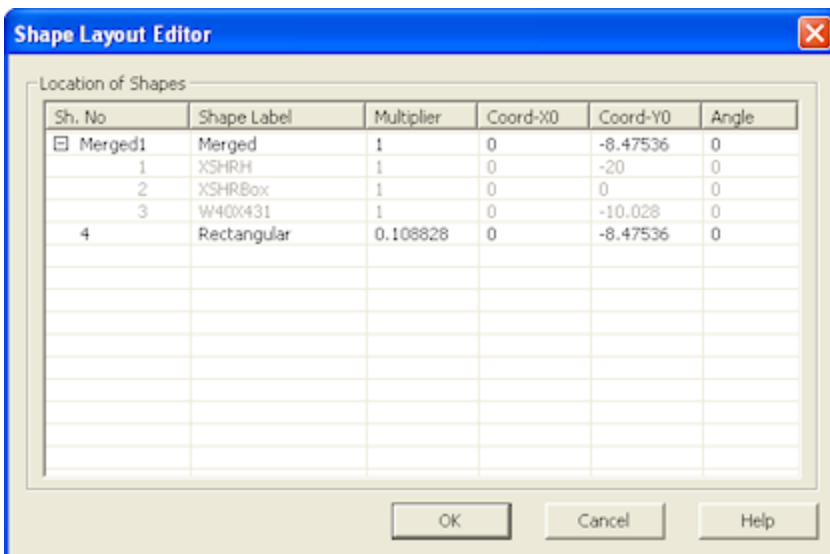 Shape Layout Editor
Location of Shapes
Sh. No Shape Label Multiplier Coord-X0 Coord-Y0 Angle
Merged1 Merged 1 0 -8.47536 0
1 XSHRH 1 0 -20 0
2 XSHRBox 1 0 0 0
3 W40X431 1 0 -10.028 0
4 Rectangular 0.108828 0 -8.47536 0
OK Cancel Help